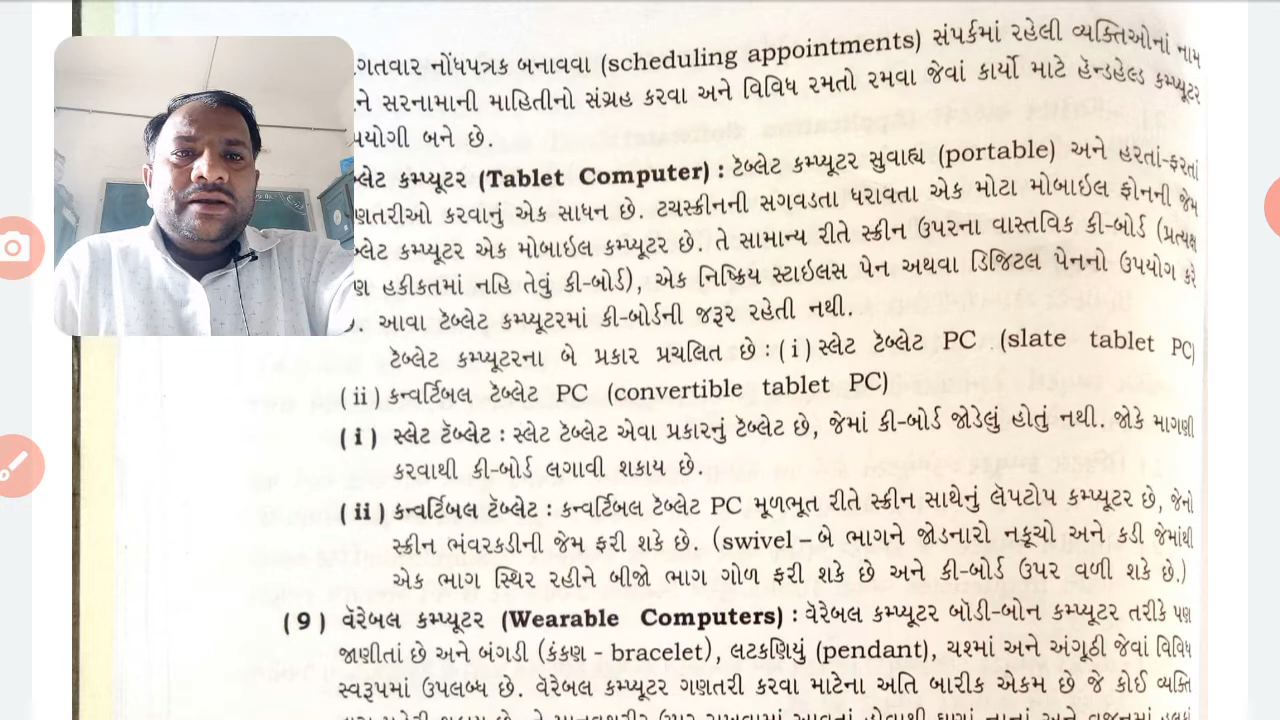 નોંધપત્રક બનાવવા (scheduling appointments) સંપર્કમાં રહેલી વ્યક્તિઓનાં નામ
સરનામાની માહિતીનો સંગ્રહ કરવા અને વિવિધ રમતો રમવા જેવાં કાર્યો માટે હૅન્ડહેલ્ડ કમ્પ્યૂટર
બને છે.
કમ્પ્યૂટર (Tablet Computer) : ટૅબ્લેટ કમ્પ્યૂટર સુવાહ્ય (portable) અને હરતાં-ફરતાં
કરવાનું એક સાધન છે. ટચસ્ક્રીનની સગવડતા ધરાવતા એક મોટા મોબાઇલ ફોનની જેમ
કમ્પ્યૂટર એક મોબાઇલ કમ્પ્યૂટર છે. તે સામાન્ય રીતે સ્ક્રીન ઉપરના વાસ્તવિક કી-બોર્ડ (પ્રત્યક્ષ
હકીકતમાં નહિ તેવું કી-બોર્ડ), એક નિષ્ક્રિય સ્ટાઇલસ પેન અથવા ડિજિટલ પેનનો ઉપયોગ કરે
આવા ટૅબ્લેટ કમ્પ્યૂટરમાં કી-બોર્ડની જરૂર રહેતી નથી.
ટૅબ્લેટ કમ્પ્યૂટરના બે પ્રકાર પ્રચલિત છે : (i) સ્લેટ ટૅબ્લેટ PC (slate tablet PC)
(ii) કન્વર્ટિબલ ટૅબ્લેટ PC (convertible tablet PC)
(i) સ્લેટ ટૅબ્લેટ : સ્લેટ ટૅબ્લેટ એવા પ્રકારનું ટૅબ્લેટ છે, જેમાં કી-બોર્ડ જોડેલું હોતું નથી. જોકે માગણી
કરવાથી કી-બોર્ડ લગાવી શકાય છે.
(ii) કન્વર્ટિબલ ટૅબ્લેટ : કન્વર્ટિબલ ટૅબ્લેટ PC મૂળભૂત રીતે સ્ક્રીન સાથેનું લૅપટોપ કમ્પ્યૂટર છે, જેનો
સ્ક્રીન ભંવરકડીની જેમ ફરી શકે છે. (swivel – બે ભાગને જોડનારો નકૂચો અને કડી જેમાંથી
એક ભાગ સ્થિર રહીને બીજો ભાગ ગોળ ફરી શકે છે અને કી-બોર્ડ ઉપર વળી શકે છે.)
(9) વૅરેબલ કમ્પ્યૂટર (Wearable Computers) : વૅરેબલ કમ્પ્યૂટર બોડી-બોન કમ્પ્યૂટર તરીકે પણ
જાણીતાં છે અને બંગડી (કંકણ - bracelet), લટકણિયું (pendant), ચશ્માં અને અંગૂઠી જેવાં વિવિધ
સ્વરૂપમાં ઉપલબ્ધ છે. વૅરેબલ કમ્પ્યૂટર ગણતરી કરવા માટેના અતિ બારીક એકમ છે જે કોઈ વ્યક્તિ